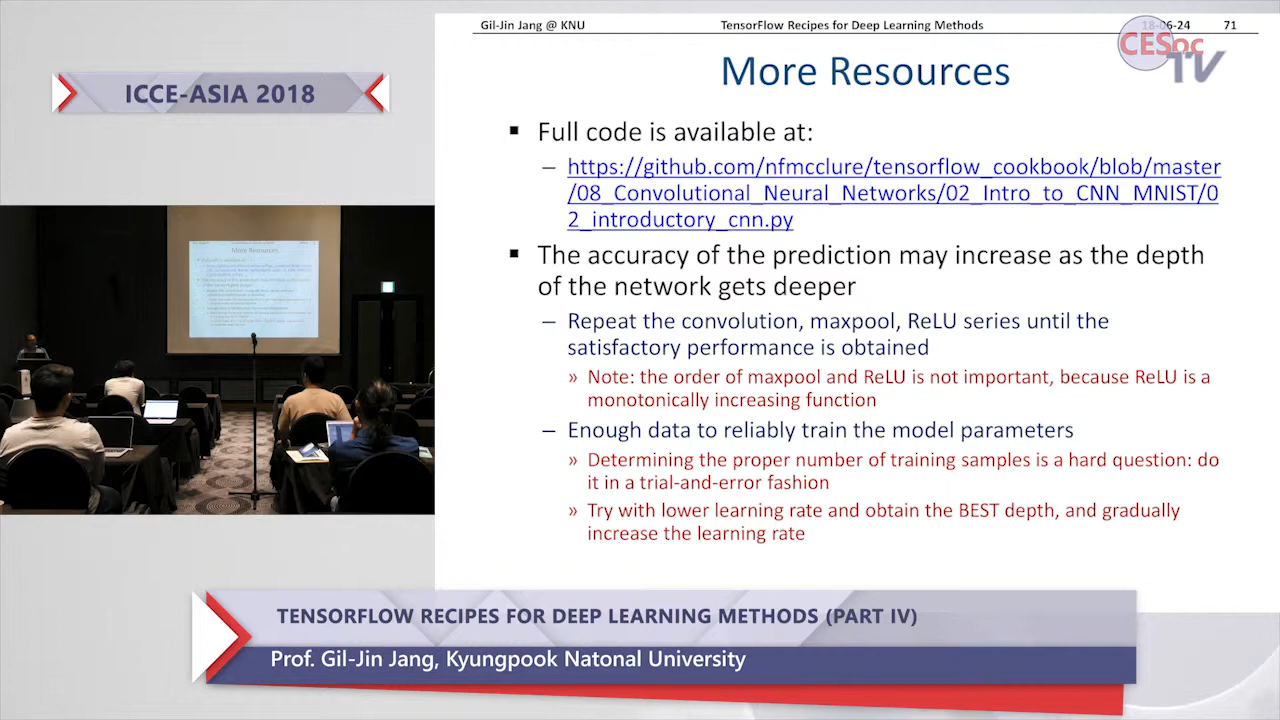 Gil-Jin Jang @ KNU
TensorFlow Recipes for Deep Learning Methods
18-06-24
71
CESoc
TV
ICCE-ASIA 2018
More Resources
▪ Full code is available at:
– https://github.com/nfmcclure/tensorflow_cookbook/blob/master
/08_Convolutional_Neural_Networks/02_Intro_to_CNN_MNIST/0
2_introductory_cnn.py
▪ The accuracy of the prediction may increase as the depth
of the network gets deeper
– Repeat the convolution, maxpool, ReLU series until the
satisfactory performance is obtained
» Note: the order of maxpool and ReLU is not important, because ReLU is a
monotonically increasing function
– Enough data to reliably train the model parameters
» Determining the proper number of training samples is a hard question: do
it in a trial-and-error fashion
» Try with lower learning rate and obtain the BEST depth, and gradually
increase the learning rate
More Resources
TENSORFLOW RECIPES FOR DEEP LEARNING METHODS (PART IV)
Prof. Gil-Jin Jang, Kyungpook Natonal University